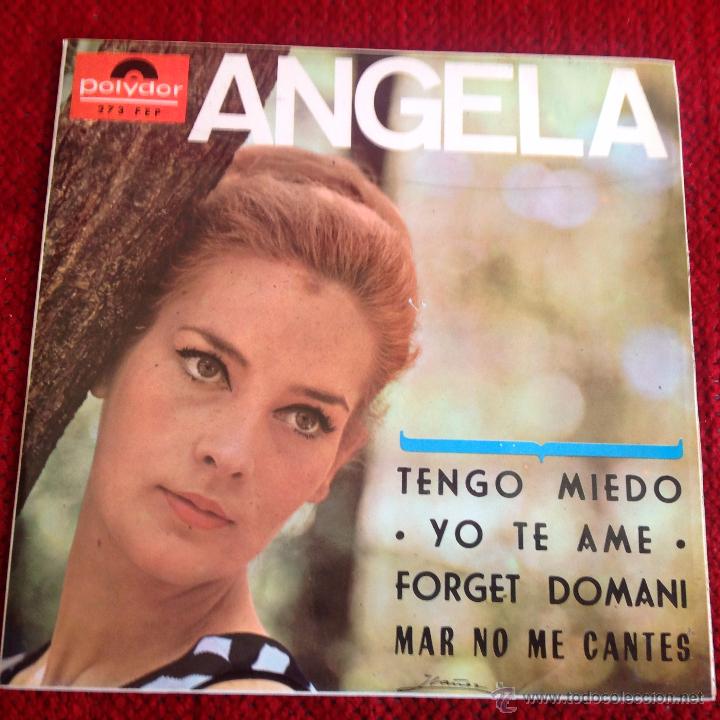 polydor
273 FEP
ANGELA
TENGO MIEDO
• YO TE AME •
FORGET DOMANI
MAR NO ME CANTES
www.todocoleccion.net